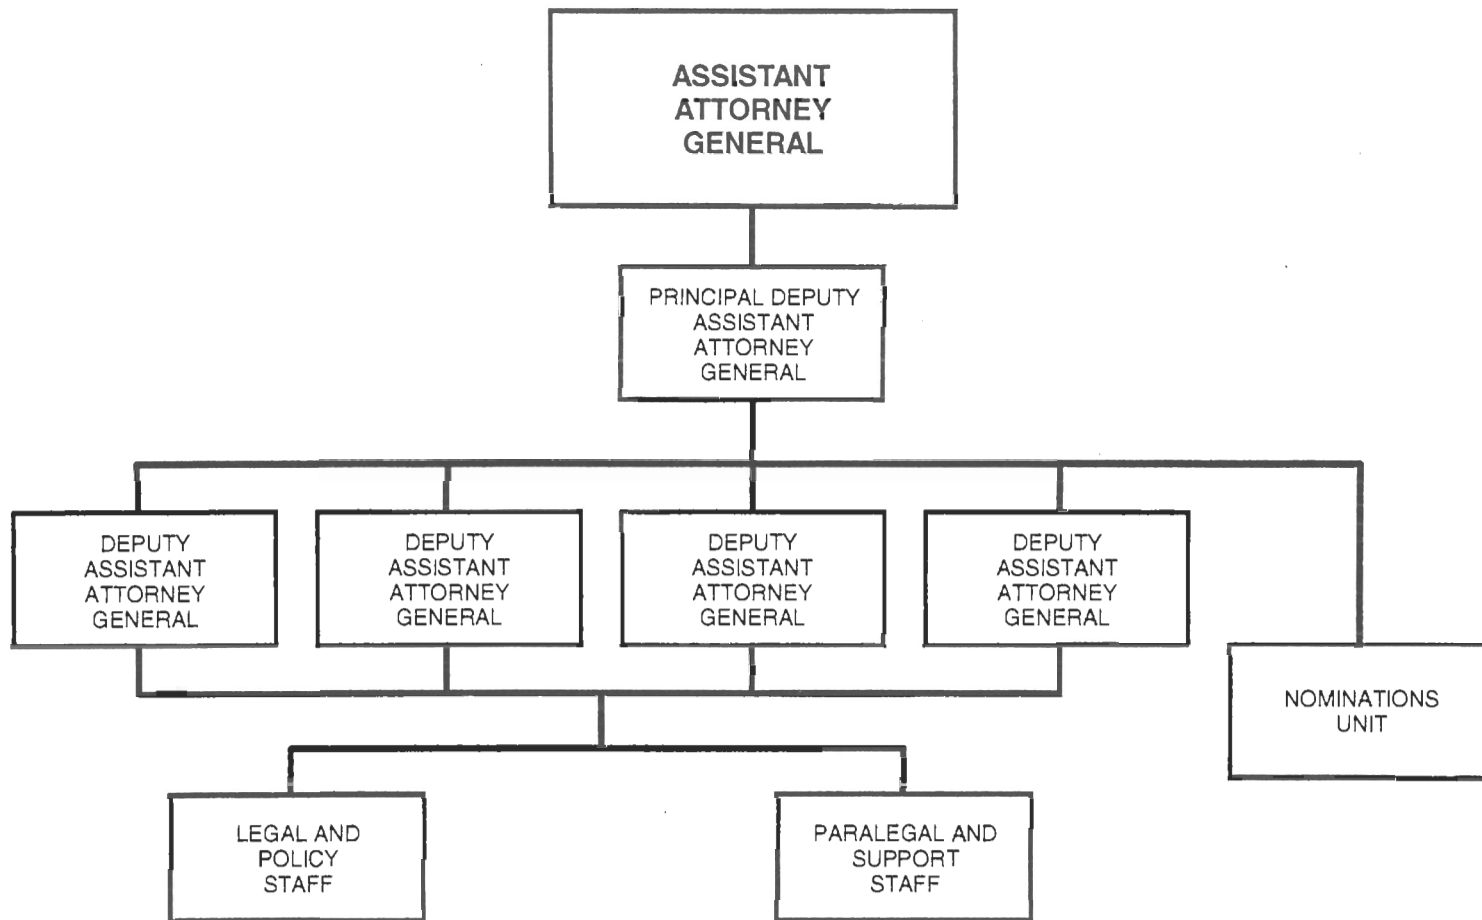 ASSISTANT
ATTORNEY
GENERAL
PRINCIPAL DEPUTY
ASSISTANT
ATTORNEY
GENERAL
DEPUTY
ASSISTANT
ATTORNEY
GENERAL
DEPUTY
ASSISTANT
ATTORNEY
GENERAL
DEPUTY
ASSISTANT
ATTORNEY
GENERAL
DEPUTY
ASSISTANT
ATTORNEY
GENERAL
NOMINATIONS
UNIT
LEGAL AND
POLICY
STAFF
PARALEGAL AND
SUPPORT
STAFF